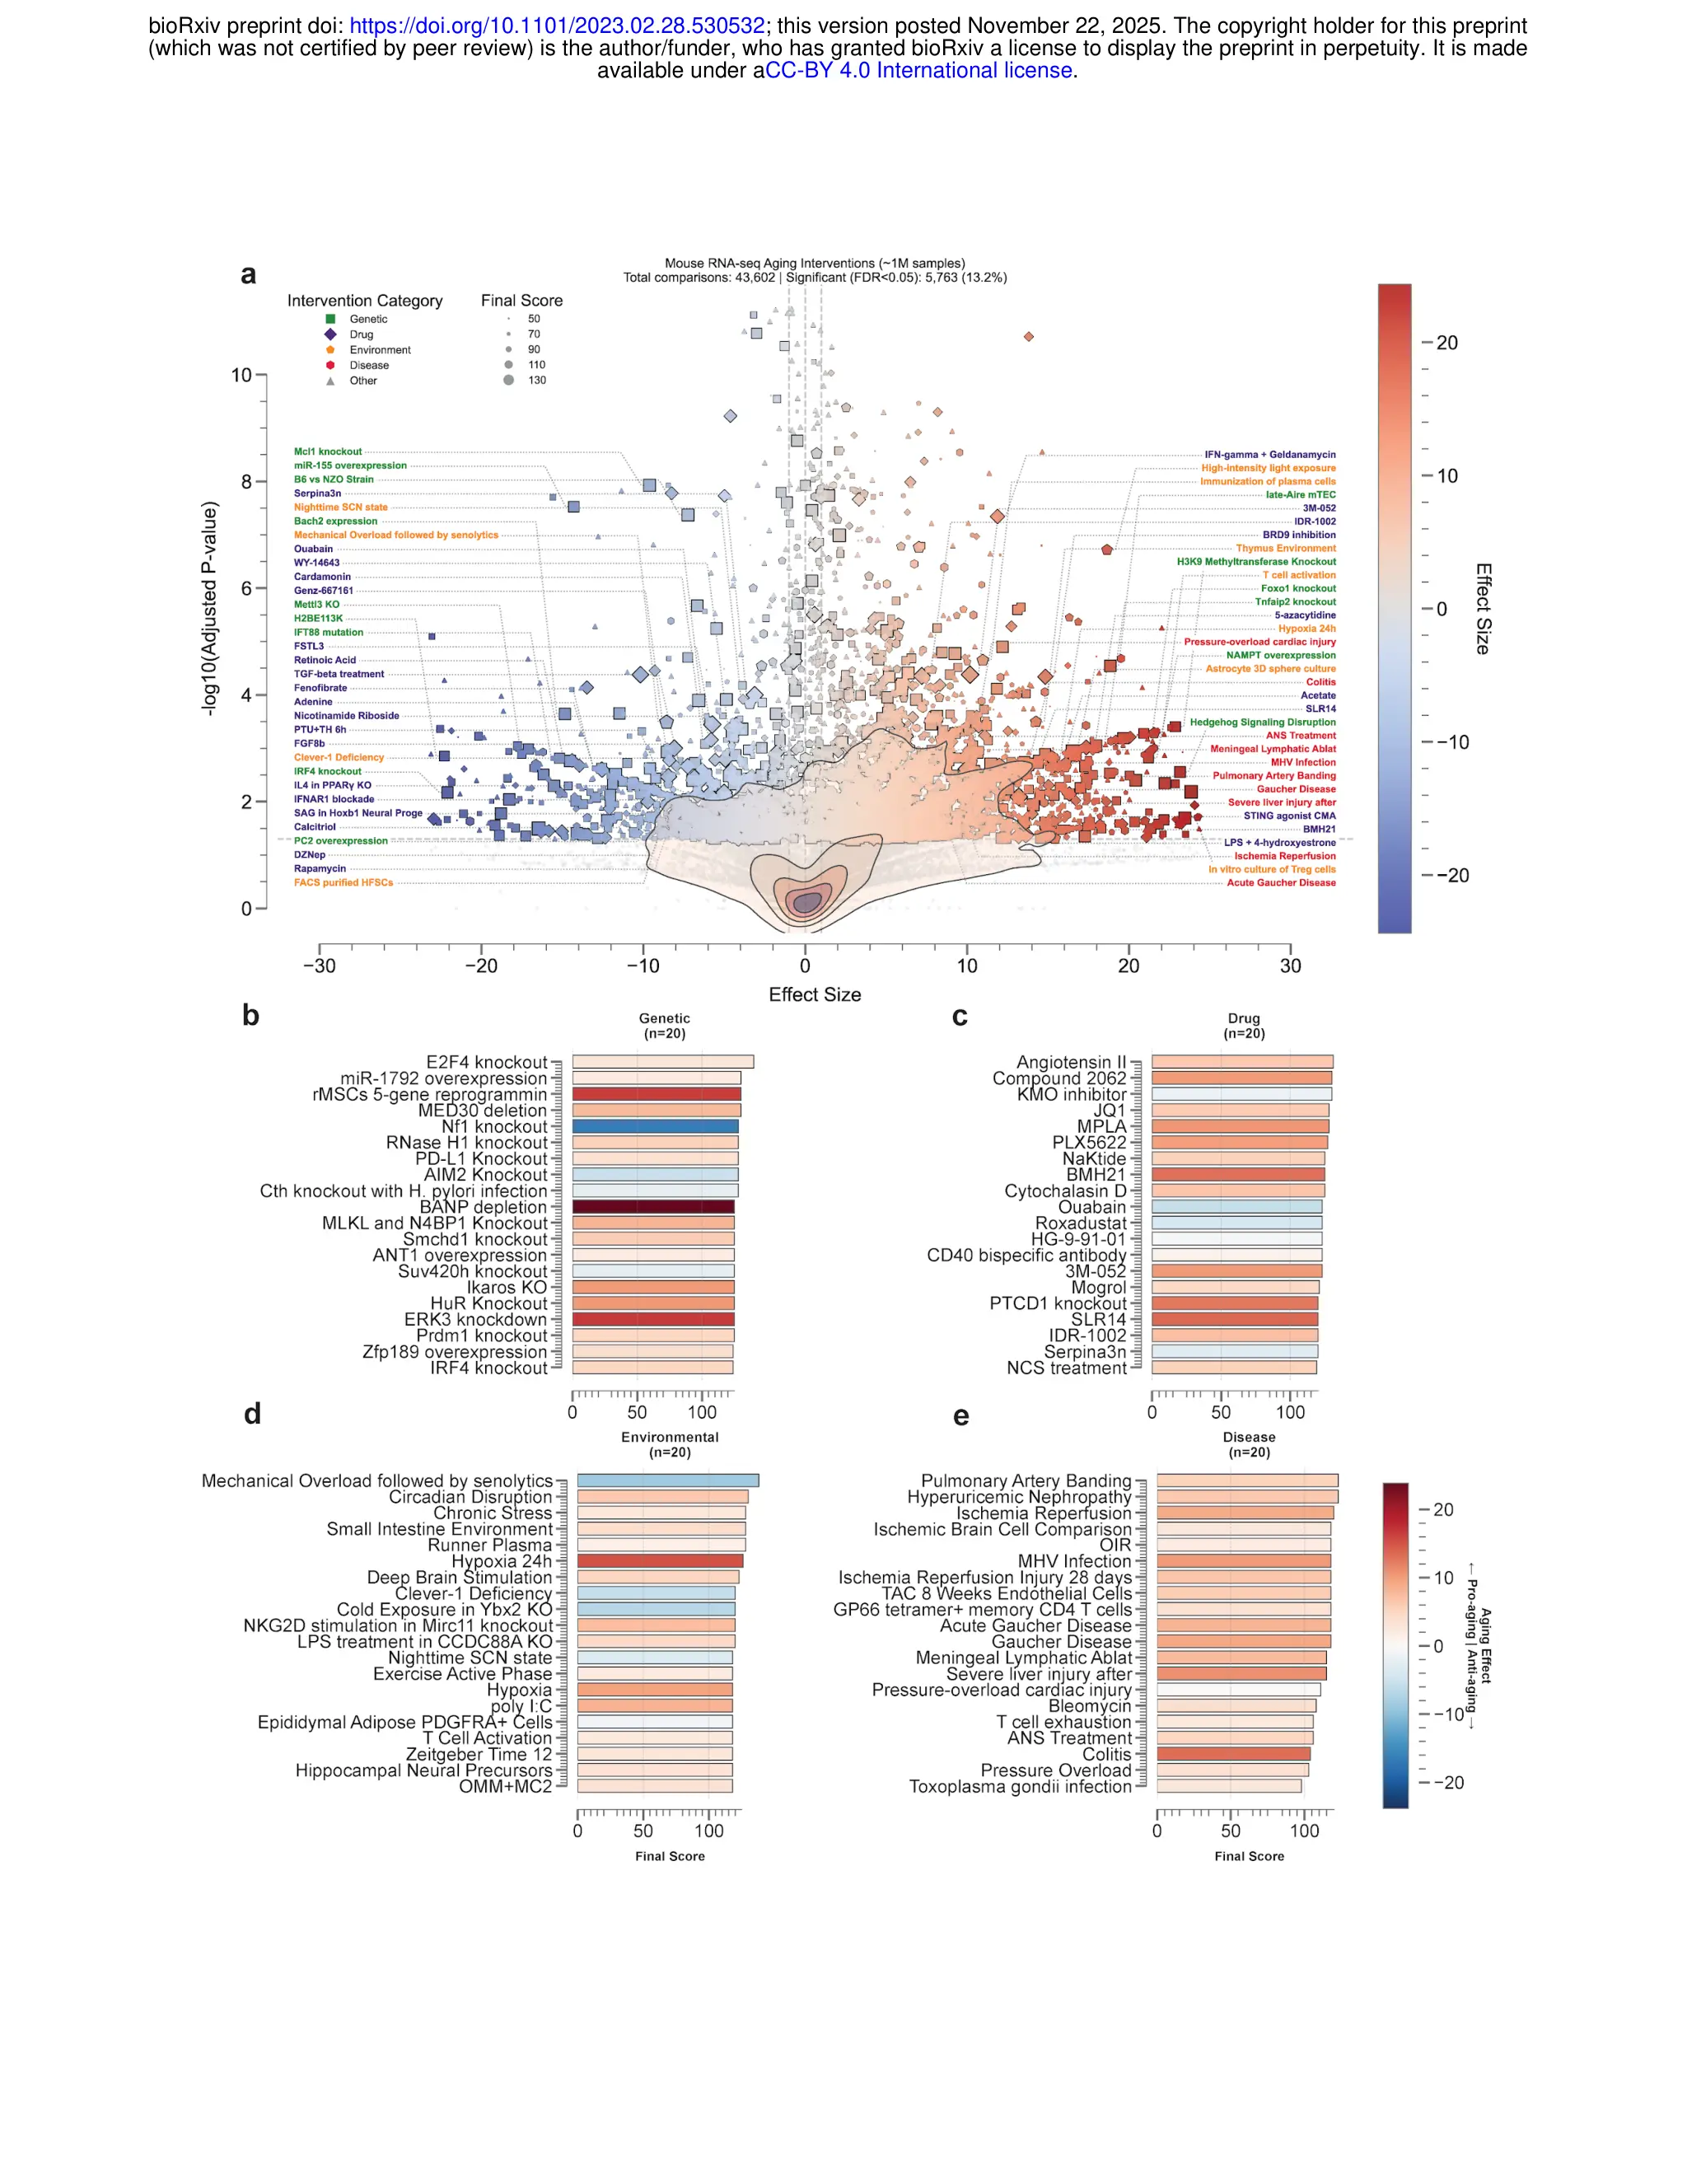 bioRxiv preprint doi: https://doi.org/10.1101/2023.02.28.530532; this version posted November 22, 2025. The copyright holder for this preprint
(which was not certified by peer review) is the author/funder, who has granted bioRxiv a license to display the preprint in perpetuity. It is made
available under aCC-BY 4.0 International license.
a
Mouse RNA-seq Aging Interventions (~1M samples)
Total comparisons: 43,602 | Significant (FDR<0.05): 5,763 (13.2%)
Intervention Category
Genetic
Drug
Environment
Disease
Other
Final Score
50
70
90
110
130
-log10(Adjusted P-value)
10
8
6
4
2
0
Mcl1 knockout
miR-155 overexpression
B6 vs NZO Strain
Serpina3n
Nighttime SCN state
Bach2 expression
Mechanical Overload followed by senolytics
Ouabain
WY-14643
Cardamonin
Genz-667161
Mettl3 KO
H2BE113K
IFT88 mutation
FSTL3
Retinoic Acid
TGF-beta treatment
Fenofibrate
Adenine
Nicotinamide Riboside
PTU+TH 6h
FGF8b
Clever-1 Deficiency
IRF4 knockout
IL4 in PPARγ KO
IFNAR1 blockade
SAG in Hoxb1 Neural Proge
Calcitriol
PC2 overexpression
DZNep
Rapamycin
FACS purified HFSCs
IFN-gamma + Geldanamycin
High-intensity light exposure
Immunization of plasma cells
late-Aire mTEC
3M-052
IDR-1002
BRD9 inhibition
Thymus Environment
H3K9 Methyltransferase Knockout
T cell activation
Foxo1 knockout
Tnfaip2 knockout
5-azacytidine
Hypoxia 24h
Pressure-overload cardiac injury
NAMPT overexpression
Astrocyte 3D sphere culture
Colitis
Acetate
SLR14
Hedgehog Signaling Disruption
ANS Treatment
Meningeal Lymphatic Ablat
MHV Infection
Pulmonary Artery Banding
Gaucher Disease
Severe liver injury after
STING agonist CMA
BMH21
LPS + 4-hydroxyestrone
Ischemia Reperfusion
In vitro culture of Treg cells
Acute Gaucher Disease
−30 −20 −10 0 10 20 30
Effect Size
20
10
0
−10
−20
Effect Size
b
Genetic
(n=20)
E2F4 knockout
miR-1792 overexpression
rMSCs 5-gene reprogrammin
MED30 deletion
Nf1 knockout
RNase H1 knockout
PD-L1 Knockout
AIM2 Knockout
Cth knockout with H. pylori infection
BANP depletion
MLKL and N4BP1 Knockout
Smchd1 knockout
ANT1 overexpression
Suv420h knockout
Ikaros KO
HuR Knockout
ERK3 knockdown
Prdm1 knockout
Zfp189 overexpression
IRF4 knockout
0 50 100
c
Drug
(n=20)
Angiotensin II
Compound 2062
KMO inhibitor
JQ1
MPLA
PLX5622
NaKtide
BMH21
Cytochalasin D
Ouabain
Roxadustat
HG-9-91-01
CD40 bispecific antibody
3M-052
Mogrol
PTCD1 knockout
SLR14
IDR-1002
Serpina3n
NCS treatment
0 50 100
d
Environmental
(n=20)
Mechanical Overload followed by senolytics
Circadian Disruption
Chronic Stress
Small Intestine Environment
Runner Plasma
Hypoxia 24h
Deep Brain Stimulation
Clever-1 Deficiency
Cold Exposure in Ybx2 KO
NKG2D stimulation in Mirc11 knockout
LPS treatment in CCDC88A KO
Nighttime SCN state
Exercise Active Phase
Hypoxia
poly I:C
Epididymal Adipose PDGFRA+ Cells
T Cell Activation
Zeitgeber Time 12
Hippocampal Neural Precursors
OMM+MC2
0 50 100
Final Score
e
Disease
(n=20)
Pulmonary Artery Banding
Hyperuricemic Nephropathy
Ischemia Reperfusion
Ischemic Brain Cell Comparison
OIR
MHV Infection
Ischemia Reperfusion Injury 28 days
TAC 8 Weeks Endothelial Cells
GP66 tetramer+ memory CD4 T cells
Acute Gaucher Disease
Gaucher Disease
Meningeal Lymphatic Ablat
Severe liver injury after
Pressure-overload cardiac injury
Bleomycin
T cell exhaustion
ANS Treatment
Colitis
Pressure Overload
Toxoplasma gondii infection
0 50 100
Final Score
20
10
0
−10
−20
Aging Effect
← Pro-aging | Anti-aging →